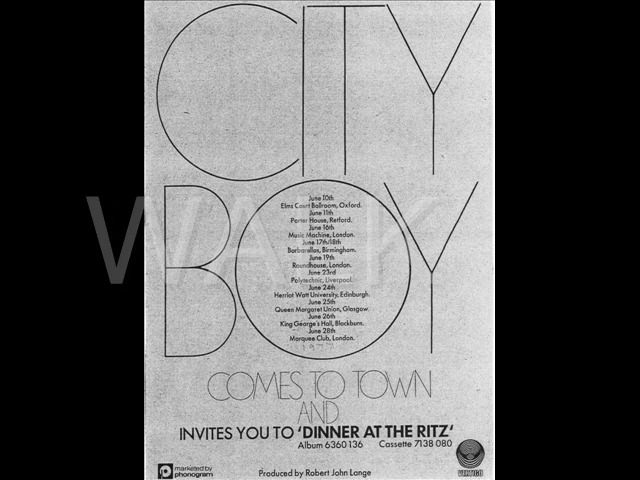 CITY
BOY
WALK
June 10th
Elms Court Ballroom, Oxford.
June 11th
Porter House, Retford.
June 16th
Music Machine, London.
June 17th/18th
Barbarellas, Birmingham.
June 19th
Roundhouse, London.
June 23rd
Polytechnic, Liverpool.
June 24th
Herriot Watt University, Edinburgh.
June 25th
Queen Margaret Union, Glasgow
June 26th
King George's Hall, Blackburn.
June 28th
Marquee Club, London.
1977
COMES TO TOWN
AND
INVITES YOU TO 'DINNER AT THE RITZ'
Album 6360 136 Cassette 7138 080
marketed by
phonogram
Produced by Robert John Lange
VERTIGO